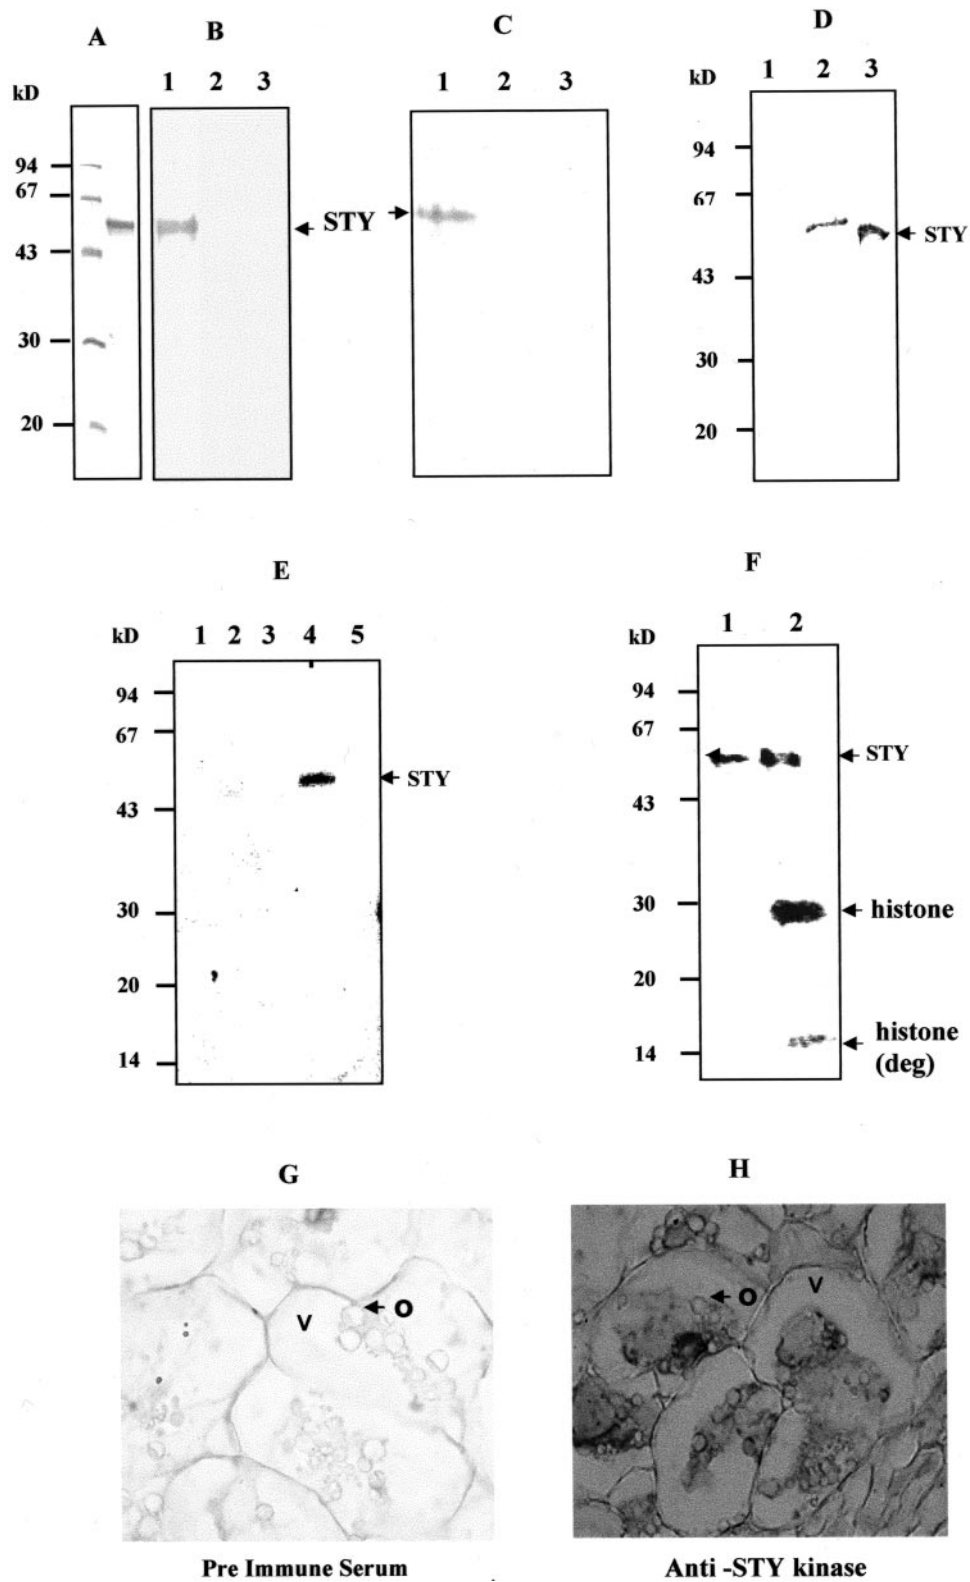 A
B
C
D
kD
1 2 3
1 2 3
kD
1 2 3
94
67
43
30
20
STY
94
67
43
30
20
STY
E
F
kD
1 2 3 4 5
94
67
43
30
20
14
STY
kD
1 2
94
67
43
30
20
14
STY
histone
histone
(deg)
G
H
V
O
O
V
Pre Immune Serum
Anti -STY kinase